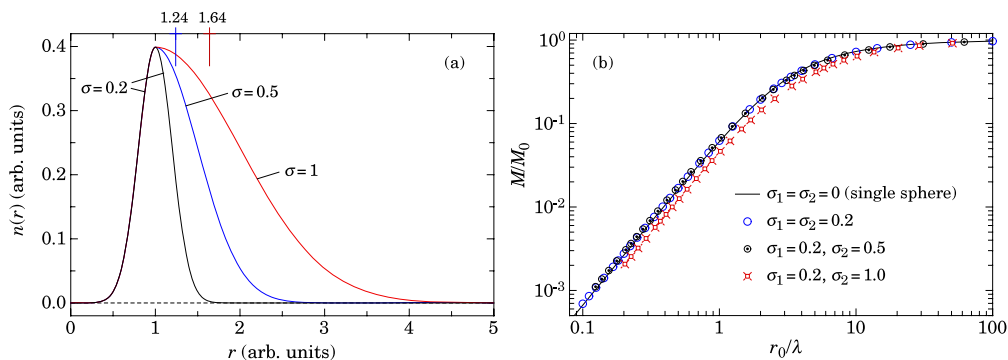 1.24 1.64
(a)
0.4
0.3
0.2
0.1
0.0
n(r) (arb. units)
σ=0.2
σ=0.5
σ=1
0 1 2 3 4 5
r (arb. units)
(b)
10⁰
10⁻¹
10⁻²
10⁻³
M/M₀
σ₁=σ₂=0 (single sphere)
σ₁=σ₂=0.2
σ₁=0.2, σ₂=0.5
σ₁=0.2, σ₂=1.0
0.1 1 10 100
r₀/λ